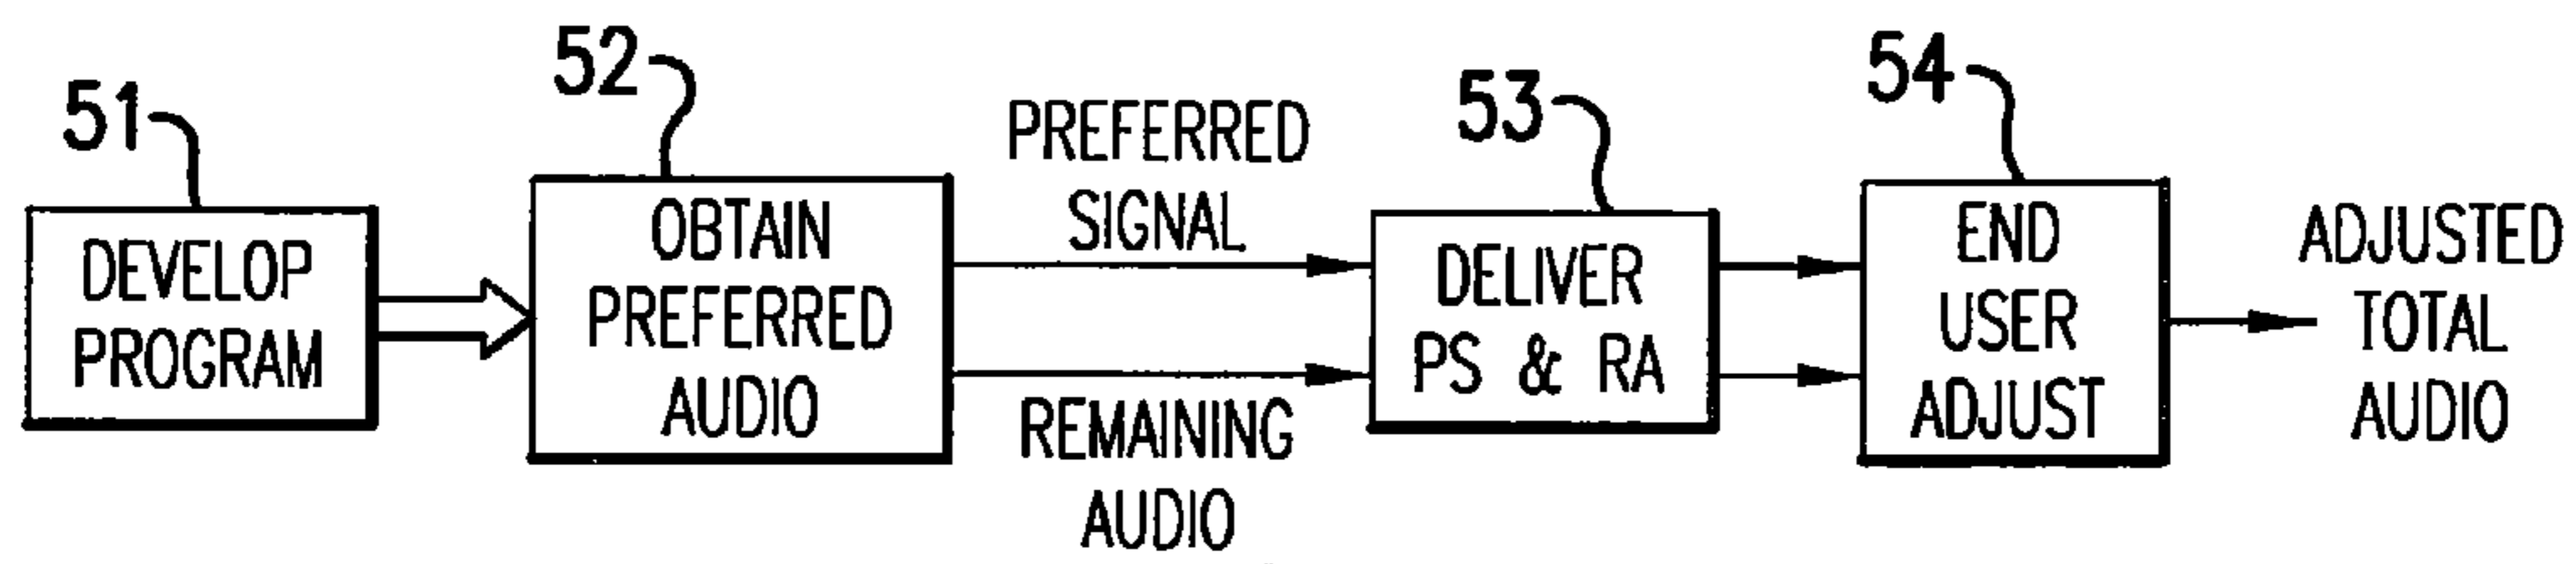 51
DEVELOP
PROGRAM
52
OBTAIN
PREFERRED
AUDIO
PREFERRED
SIGNAL
REMAINING
AUDIO
53
DELIVER
PS & RA
54
END
USER
ADJUST
ADJUSTED
TOTAL
AUDIO